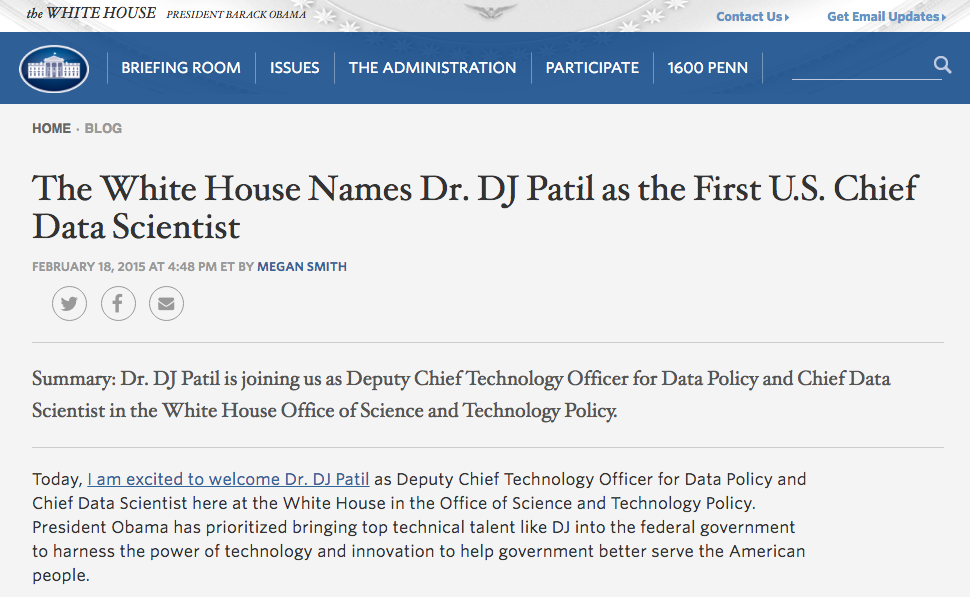 the WHITE HOUSE PRESIDENT BARACK OBAMA
Contact Us Get Email Updates
BRIEFING ROOM ISSUES THE ADMINISTRATION PARTICIPATE 1600 PENN
HOME · BLOG
The White House Names Dr. DJ Patil as the First U.S. Chief
Data Scientist
FEBRUARY 18, 2015 AT 4:48 PM ET BY MEGAN SMITH
Summary: Dr. DJ Patil is joining us as Deputy Chief Technology Officer for Data Policy and Chief Data
Scientist in the White House Office of Science and Technology Policy.
Today, I am excited to welcome Dr. DJ Patil as Deputy Chief Technology Officer for Data Policy and
Chief Data Scientist here at the White House in the Office of Science and Technology Policy.
President Obama has prioritized bringing top technical talent like DJ into the federal government
to harness the power of technology and innovation to help government better serve the American
people.